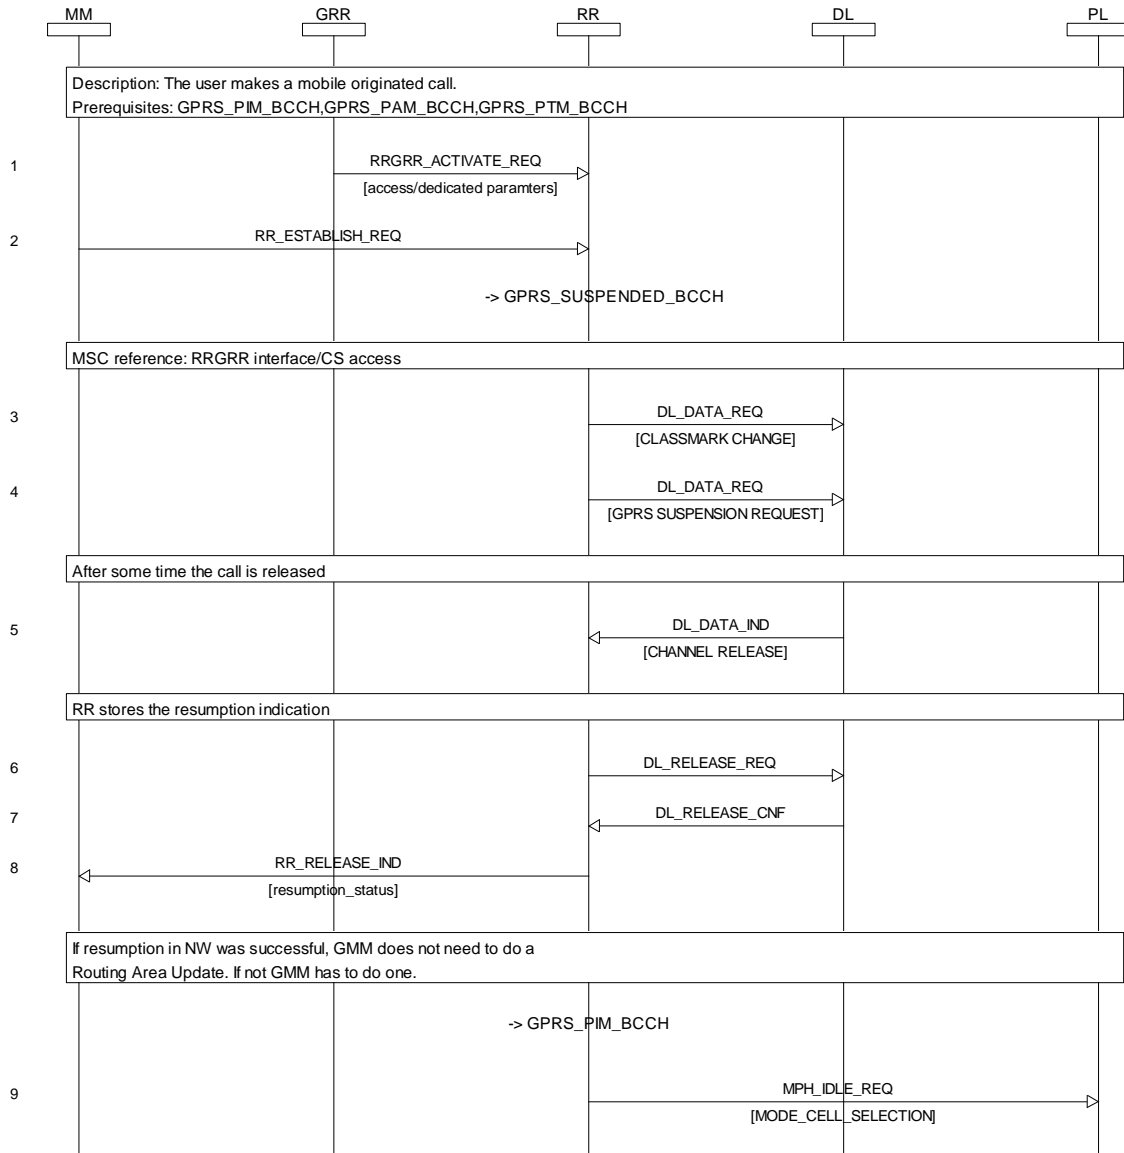 MM GRR RR DL PL
Description: The user makes a mobile originated call.
Prerequisites: GPRS_PIM_BCCH,GPRS_PAM_BCCH,GPRS_PTM_BCCH
1
RRGRR_ACTIVATE_REQ
[access/dedicated paramters]
2
RR_ESTABLISH_REQ
-> GPRS_SUSPENDED_BCCH
MSC reference: RRGRR interface/CS access
3
DL_DATA_REQ
[CLASSMARK CHANGE]
4
DL_DATA_REQ
[GPRS SUSPENSION REQUEST]
After some time the call is released
5
DL_DATA_IND
[CHANNEL RELEASE]
RR stores the resumption indication
6
DL_RELEASE_REQ
7
DL_RELEASE_CNF
8
RR_RELEASE_IND
[resumption_status]
If resumption in NW was successful, GMM does not need to do a
Routing Area Update. If not GMM has to do one.
-> GPRS_PIM_BCCH
9
MPH_IDLE_REQ
[MODE_CELL_SELECTION]